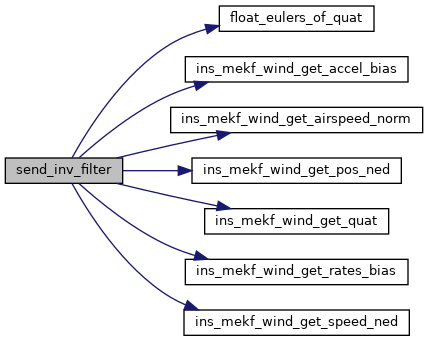 float_eulers_of_quat
ins_mekf_wind_get_accel_bias
ins_mekf_wind_get_airspeed_norm
send_inv_filter
ins_mekf_wind_get_pos_ned
ins_mekf_wind_get_quat
ins_mekf_wind_get_rates_bias
ins_mekf_wind_get_speed_ned